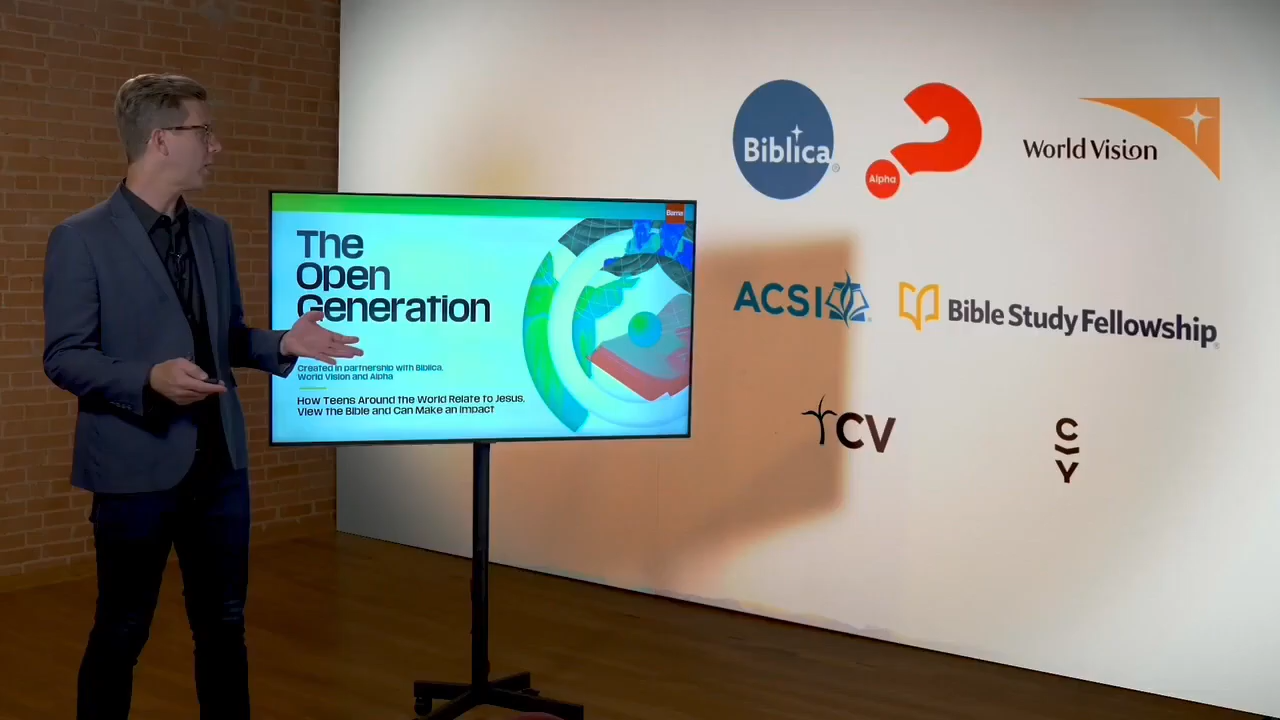 Barna
The
Open
Generation
Created in partnership with Biblica,
World Vision and Alpha
How Teens Around the World Relate to Jesus,
View the Bible and Can Make an Impact
Biblica®
Alpha
World Vision
ACSI
Bible Study Fellowship
CV
C
Y